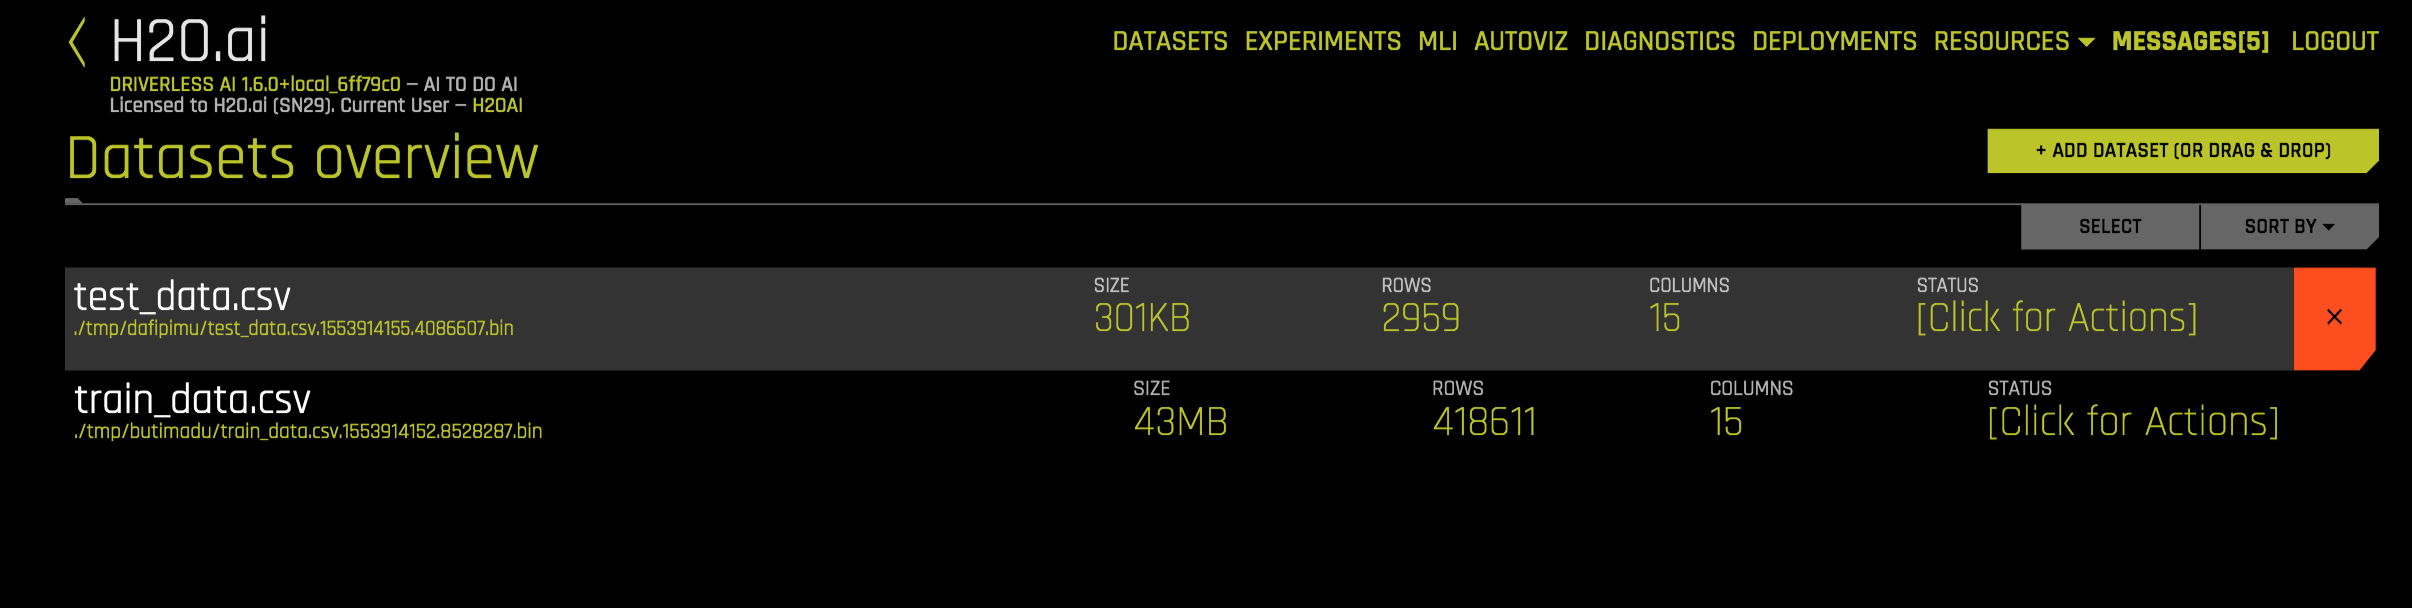 H2O.ai
DATASETS EXPERIMENTS MLI AUTOVIZ DIAGNOSTICS DEPLOYMENTS RESOURCES MESSAGES[5] LOGOUT
DRIVERLESS AI 1.6.0+local_6ff79c0 – AI TO DO AI
Licensed to H2O.ai (SN29). Current User – H2OAI
Datasets overview
+ ADD DATASET (OR DRAG & DROP)
SELECT SORT BY
test_data.csv
./tmp/dafipimu/test_data.csv.1553914155.4086607.bin
SIZE ROWS COLUMNS STATUS
301KB 2959 15 [Click for Actions]
train_data.csv
./tmp/butimadu/train_data.csv.1553914152.8528287.bin
SIZE ROWS COLUMNS STATUS
43MB 418611 15 [Click for Actions]